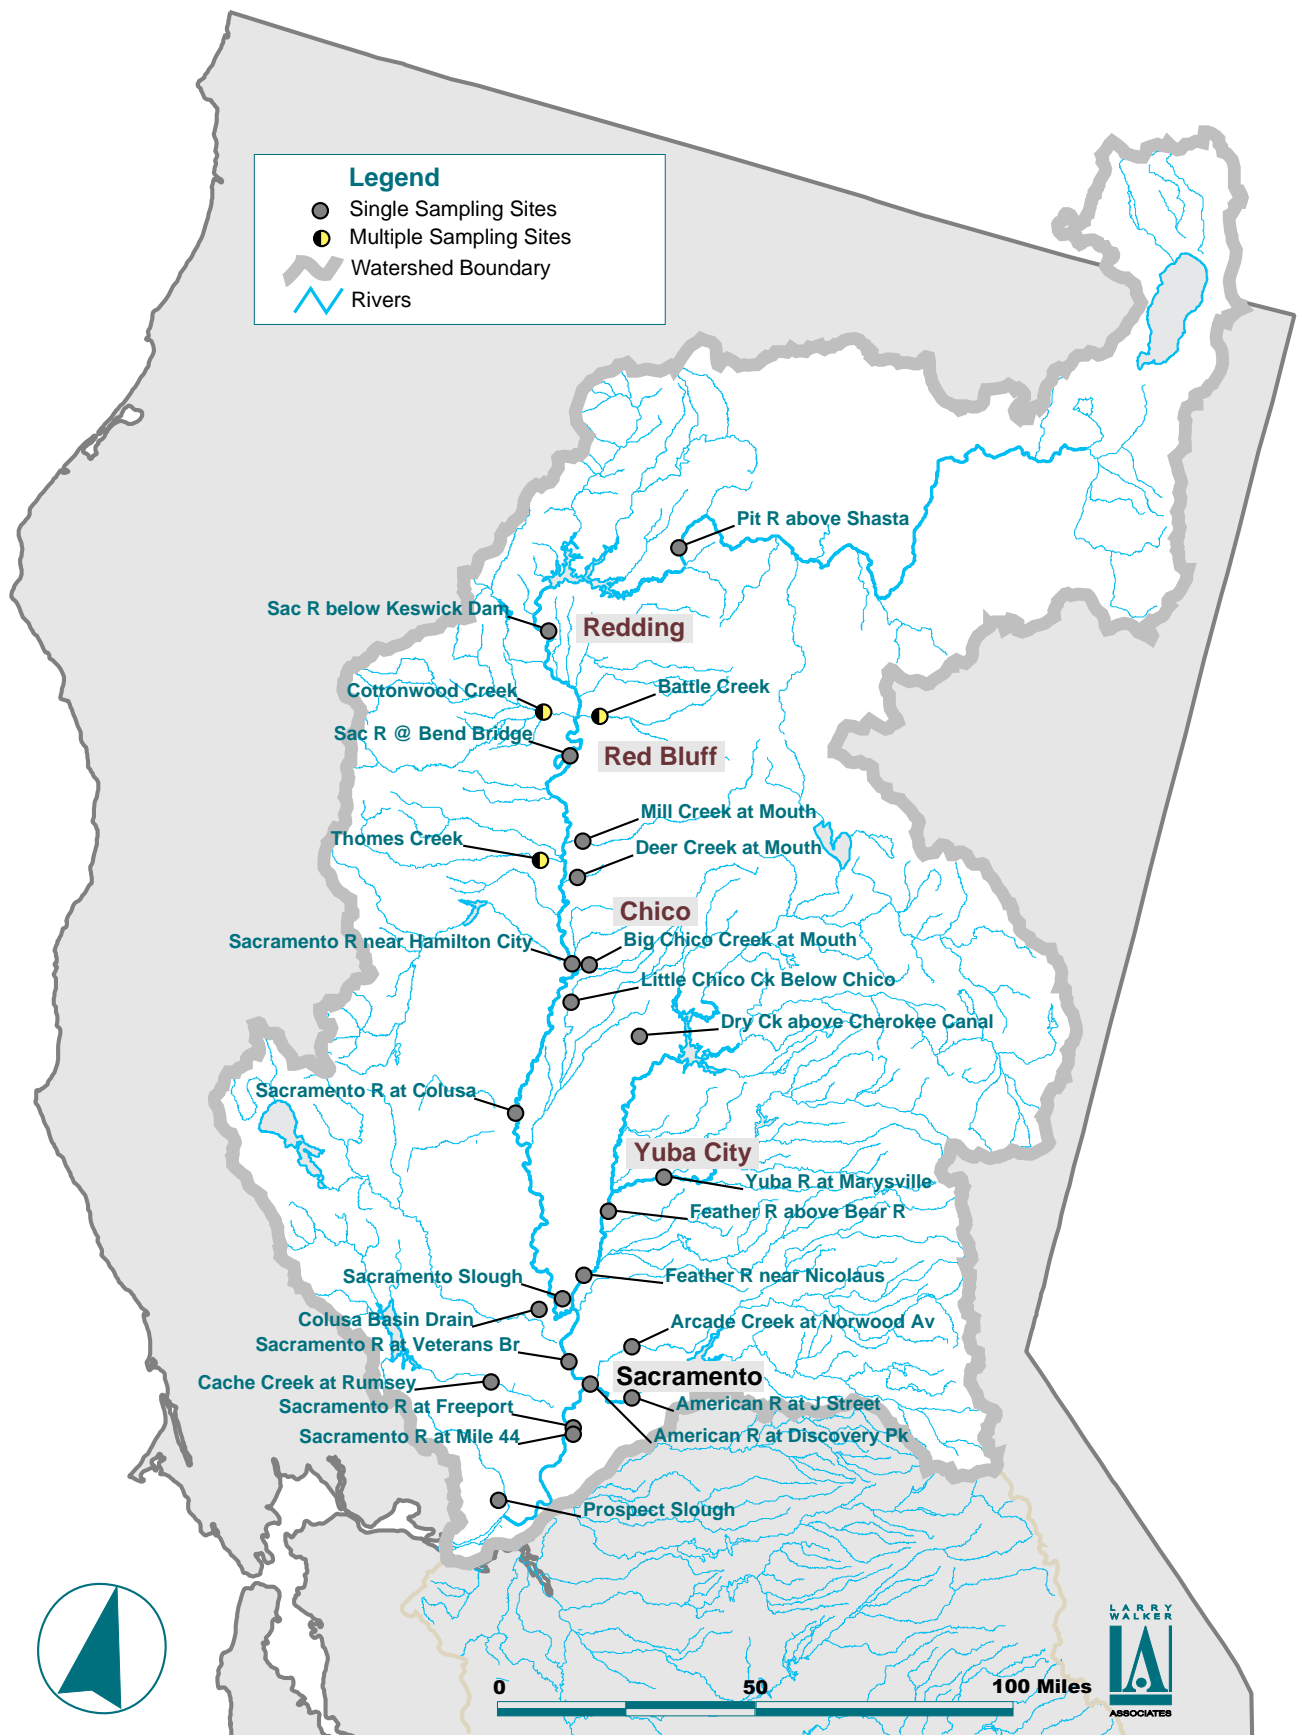 Legend
Single Sampling Sites
Multiple Sampling Sites
Watershed Boundary
Rivers
Pit R above Shasta
Sac R below Keswick Dam
Redding
Cottonwood Creek
Battle Creek
Sac R @ Bend Bridge
Red Bluff
Mill Creek at Mouth
Thomes Creek
Deer Creek at Mouth
Chico
Sacramento R near Hamilton City
Big Chico Creek at Mouth
Little Chico Ck Below Chico
Dry Ck above Cherokee Canal
Sacramento R at Colusa
Yuba City
Yuba R at Marysville
Feather R above Bear R
Sacramento Slough
Feather R near Nicolaus
Colusa Basin Drain
Arcade Creek at Norwood Av
Sacramento R at Veterans Br
Sacramento
Cache Creek at Rumsey
American R at J Street
Sacramento R at Freeport
Sacramento R at Mile 44
American R at Discovery Pk
Prospect Slough
0 50 100 Miles
LARRY
WALKER
LWA
ASSOCIATES